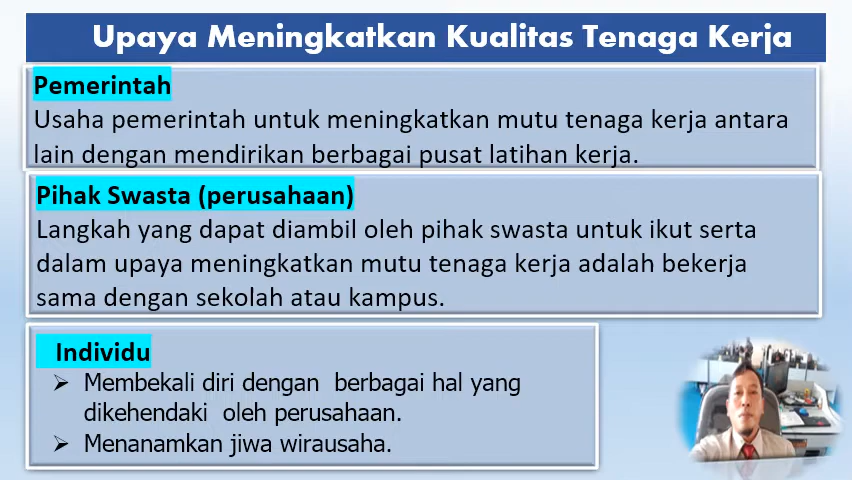 Upaya Meningkatkan Kualitas Tenaga Kerja
Pemerintah
Usaha pemerintah untuk meningkatkan mutu tenaga kerja antara
lain dengan mendirikan berbagai pusat latihan kerja.
Pihak Swasta (perusahaan)
Langkah yang dapat diambil oleh pihak swasta untuk ikut serta
dalam upaya meningkatkan mutu tenaga kerja adalah bekerja
sama dengan sekolah atau kampus.
Individu
➢ Membekali diri dengan berbagai hal yang
dikehendaki oleh perusahaan.
➢ Menanamkan jiwa wirausaha.